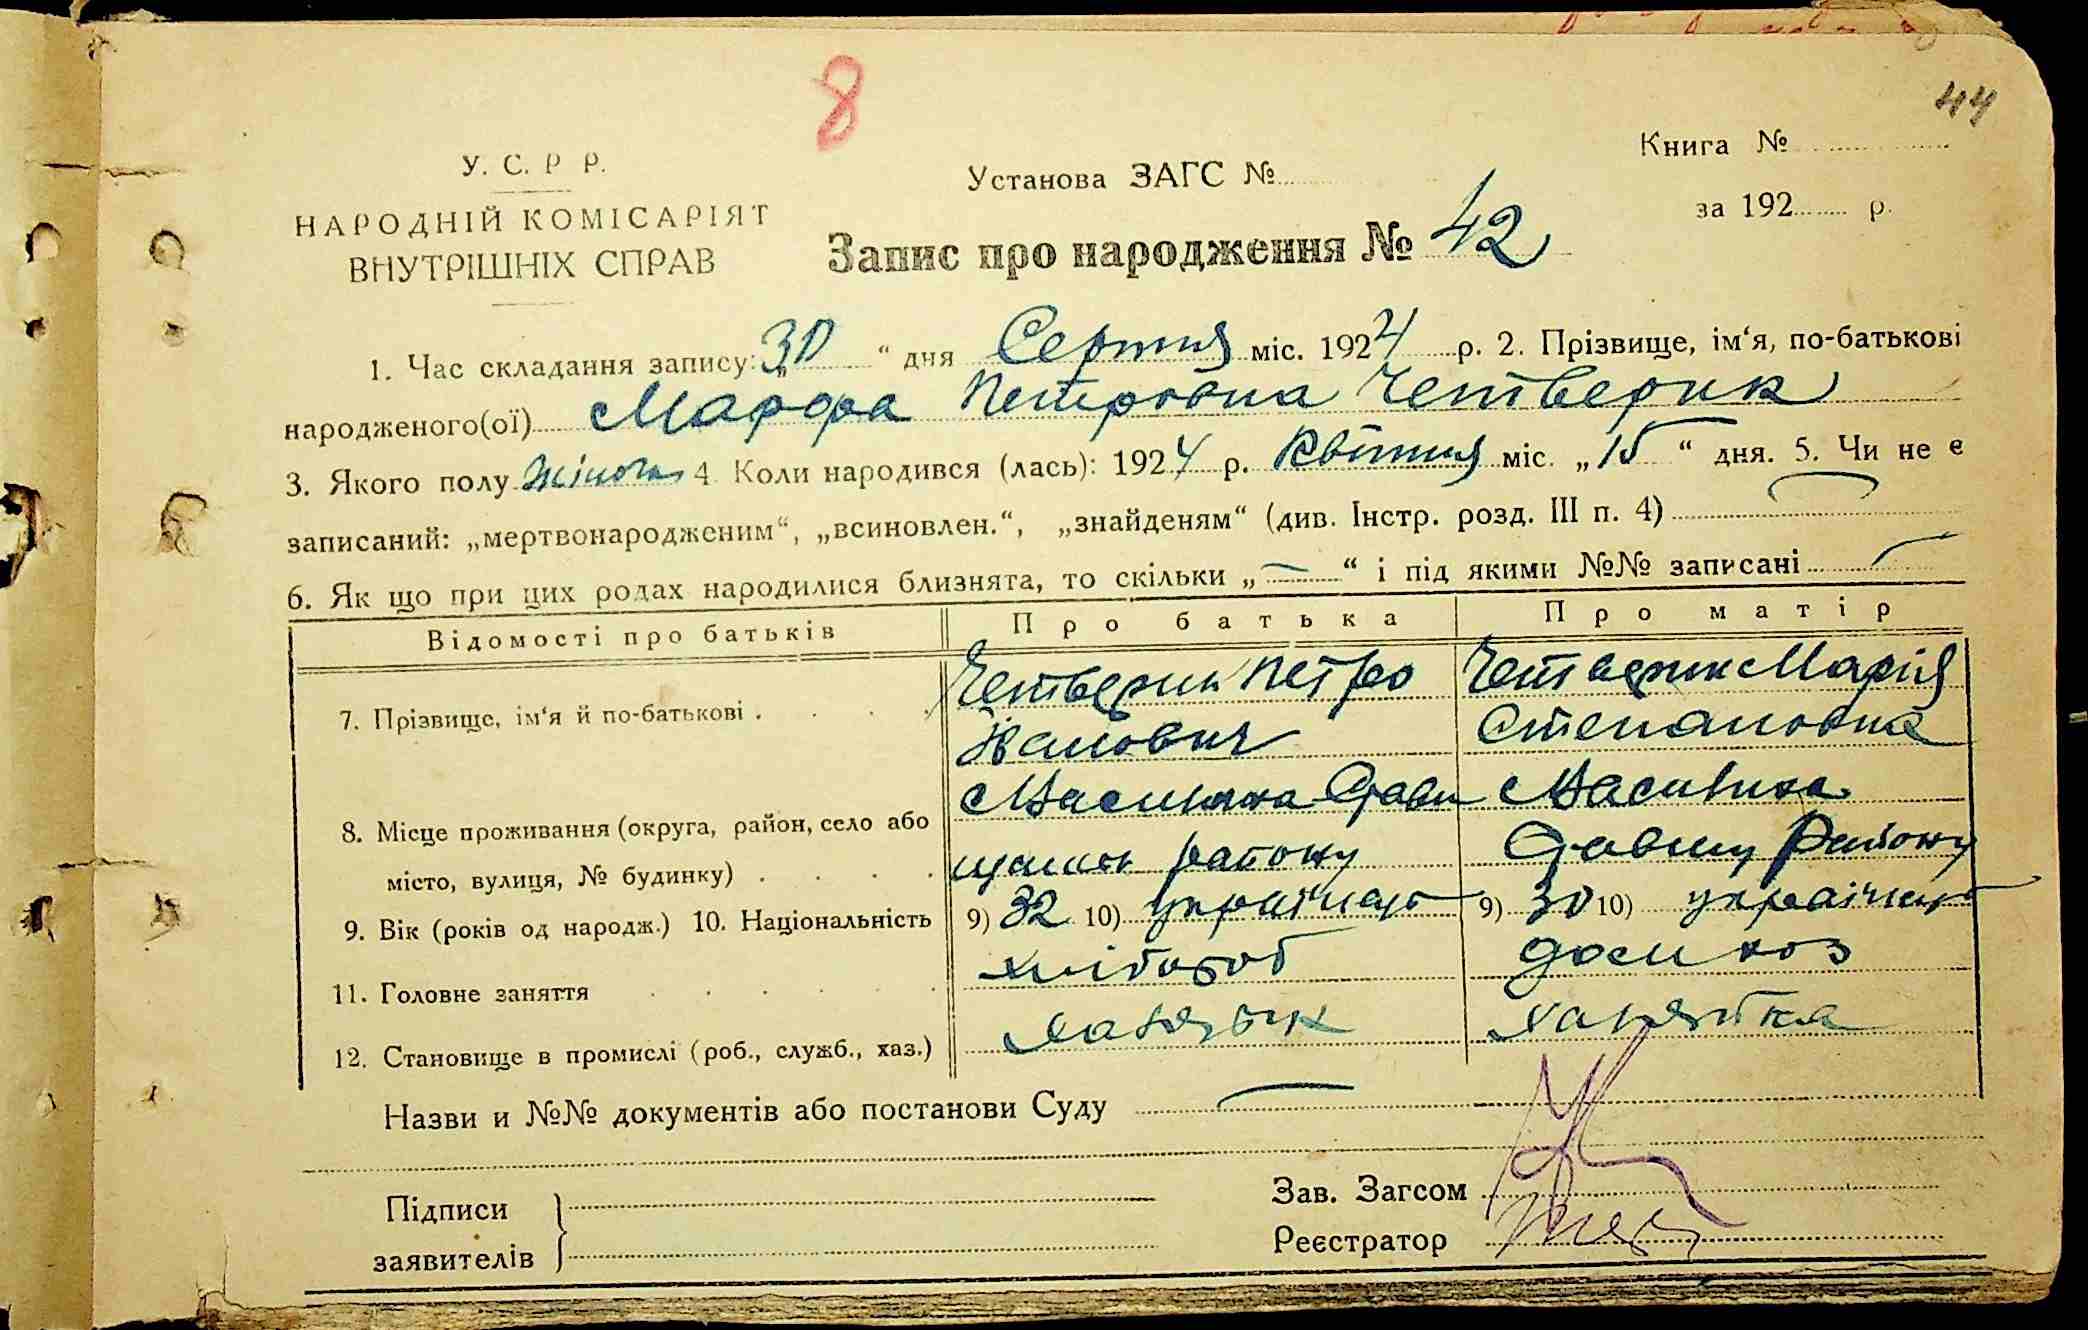 44
8
У. С. Р Р.
Книга №
Установа ЗАГС №
НАРОДНІЙ КОМІСАРІЯТ
за 192 р.
ВНУТРІШНІХ СПРАВ
Запис про народження № 42
1. Час складання запису: „30“ дня Серпня міс. 1924 р. 2. Прізвище, ім‘я, по-батькові
народженого(ої) Марфа Петровна Четверик
3. Якого полу жіноча 4. Коли народився (лась): 1924 р. Квітня міс. „15“ дня. 5. Чи не є
записаний: „мертвонародженим“, „всиновлен.“, „знайденям“ (див. Інстр. розд. III п. 4) —
6. Як що при цих родах народилися близнята, то скільки „—“ і під якими №№ записані —
Відомості про батьків Про батька Про матір
7. Прізвище, ім‘я й по-батькові . Четверик Петро Четверик Марія
Иванович Степановна
8. Місце проживання (округа, район, село або
місто, вулиця, № будинку) району Району
9. Вік (років од народж.) 10. Національність 9) 32 10) 9) 30 10)
11. Головне заняття хлібороб
12. Становище в промислі (роб., служб., хаз.)
Назви и №№ документів або постанови Суду —
Підписи
заявителів
Зав. Загсом
Реєстратор